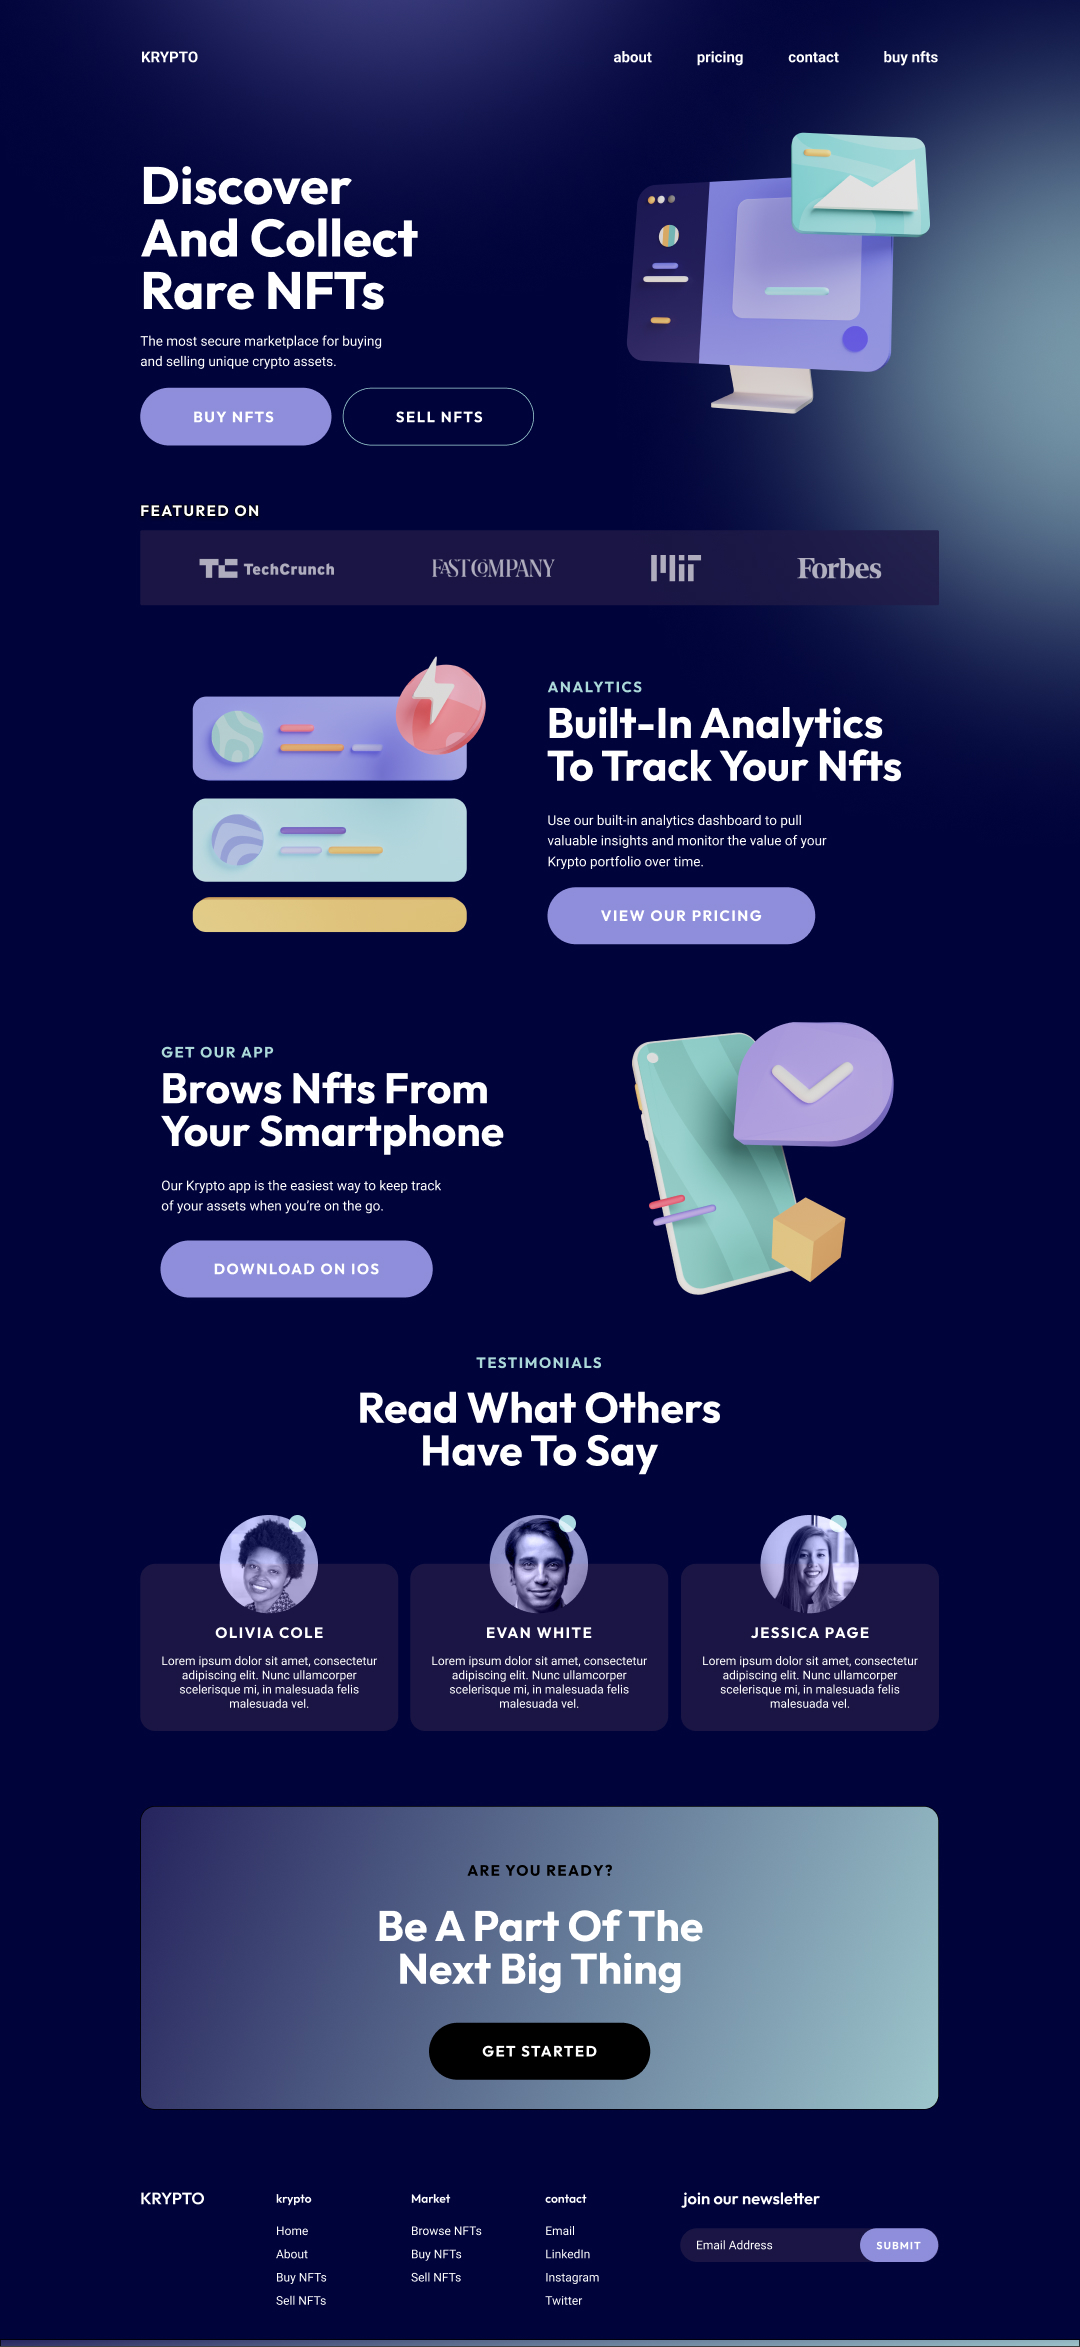 KRYPTO
about pricing contact buy nfts
Discover
And Collect
Rare NFTs
The most secure marketplace for buying
and selling unique crypto assets.
BUY NFTS
SELL NFTS
FEATURED ON
TC TechCrunch
FAST COMPANY
MIT
Forbes
ANALYTICS
Built-In Analytics
To Track Your Nfts
Use our built-in analytics dashboard to pull
valuable insights and monitor the value of your
Krypto portfolio over time.
VIEW OUR PRICING
GET OUR APP
Brows Nfts From
Your Smartphone
Our Krypto app is the easiest way to keep track
of your assets when you’re on the go.
DOWNLOAD ON IOS
TESTIMONIALS
Read What Others
Have To Say
OLIVIA COLE
Lorem ipsum dolor sit amet, consectetur
adipiscing elit. Nunc ullamcorper
scelerisque mi, in malesuada felis
malesuada vel.
EVAN WHITE
Lorem ipsum dolor sit amet, consectetur
adipiscing elit. Nunc ullamcorper
scelerisque mi, in malesuada felis
malesuada vel.
JESSICA PAGE
Lorem ipsum dolor sit amet, consectetur
adipiscing elit. Nunc ullamcorper
scelerisque mi, in malesuada felis
malesuada vel.
ARE YOU READY?
Be A Part Of The
Next Big Thing
GET STARTED
KRYPTO
krypto
Home
About
Buy NFTs
Sell NFTs
Market
Browse NFTs
Buy NFTs
Sell NFTs
contact
Email
LinkedIn
Instagram
Twitter
join our newsletter
Email Address
SUBMIT